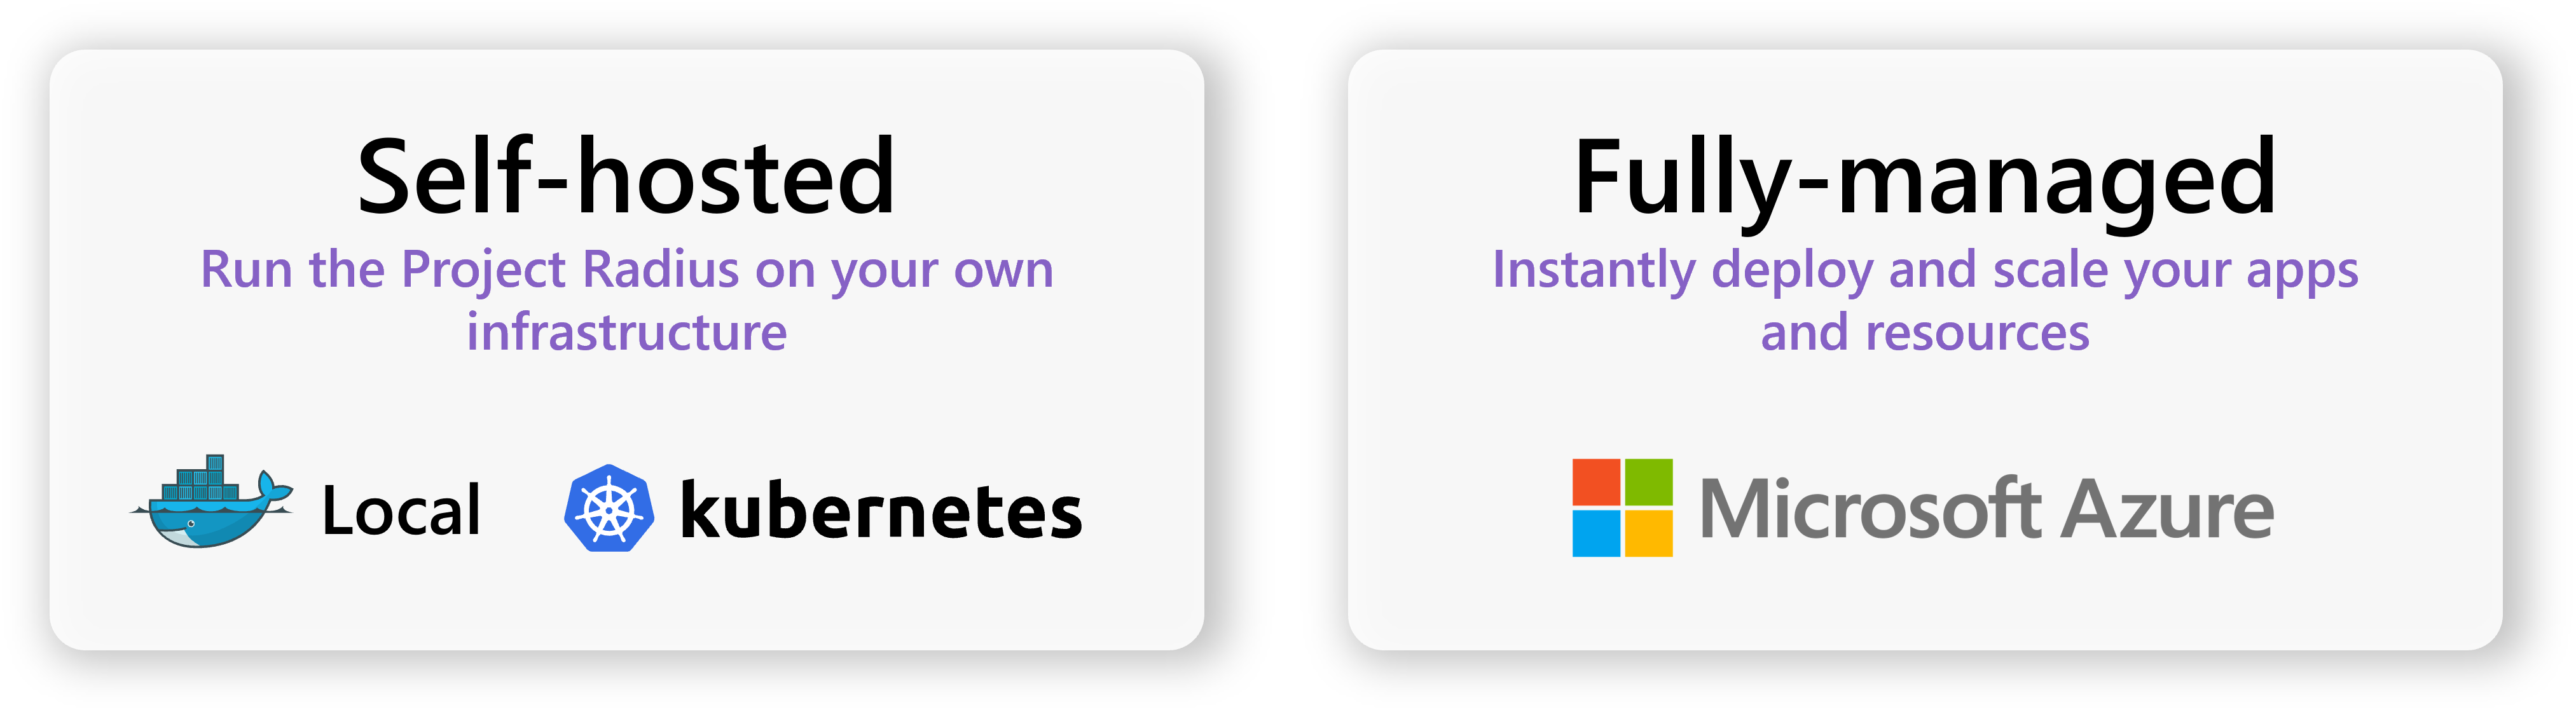 Self-hosted
Run the Project Radius on your own
infrastructure
Local
kubernetes
Fully-managed
Instantly deploy and scale your apps
and resources
Microsoft Azure